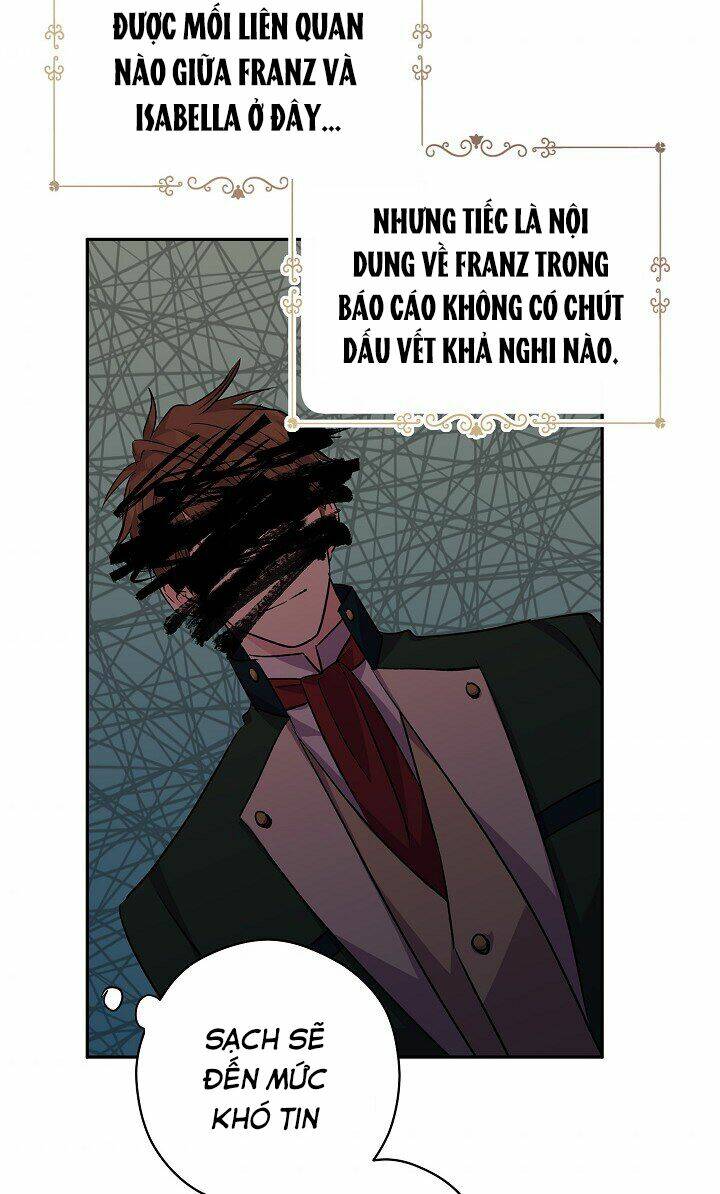 ĐƯỢC MỐI LIÊN QUAN
NÀO GIỮA FRANZ VÀ
ISABELLA Ở ĐÂY...
NHƯNG TIẾC LÀ NỘI
DUNG VỀ FRANZ TRONG
BÁO CÁO KHÔNG CÓ CHÚT
DẤU VẾT KHẢ NGHI NÀO.
SẠCH SẼ
ĐẾN MỨC
KHÓ TIN